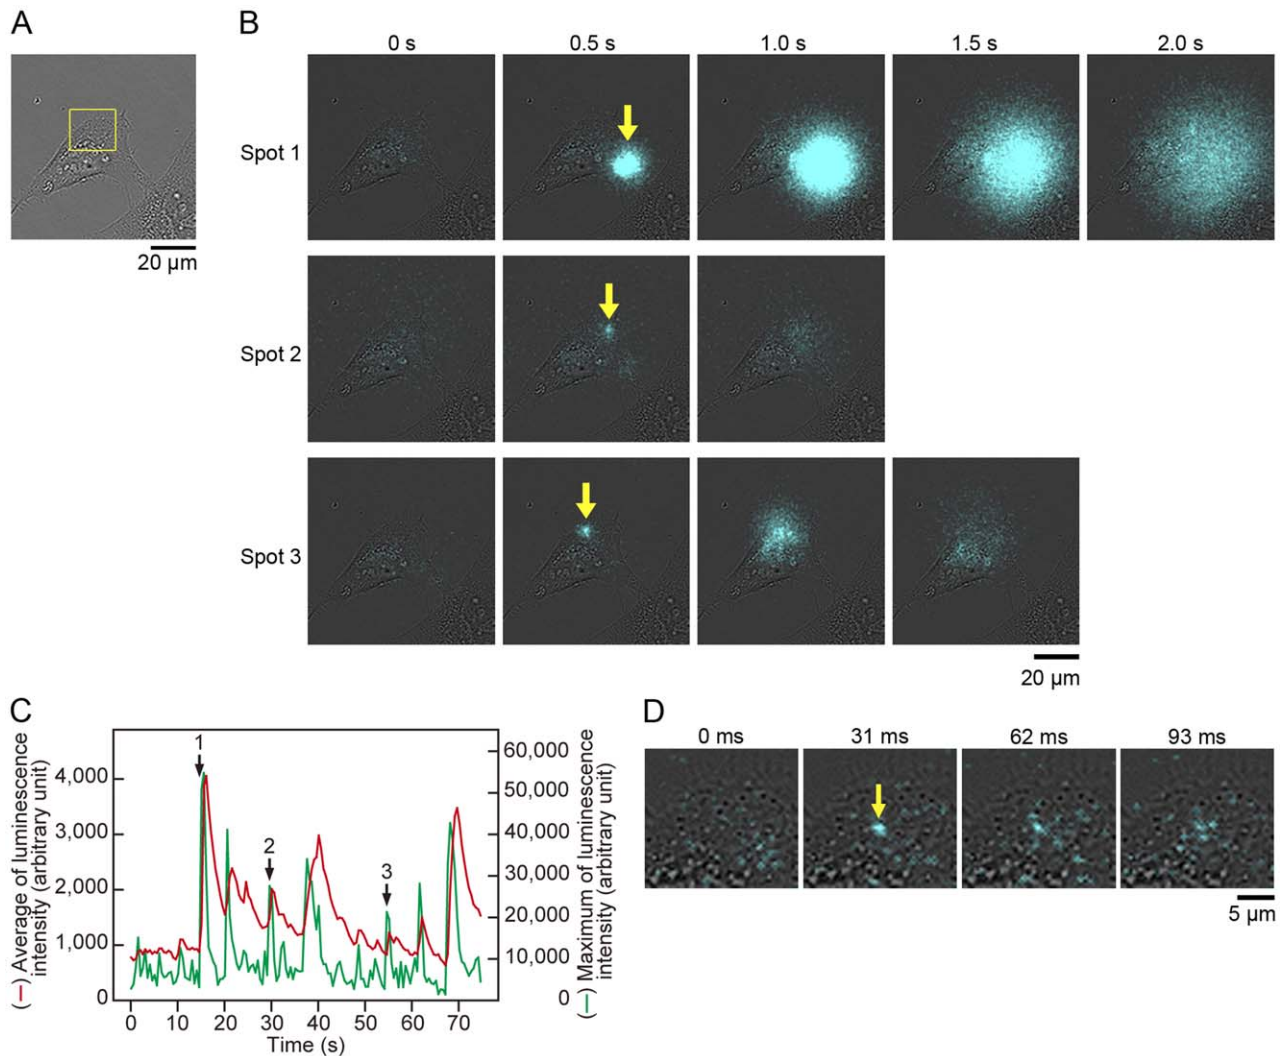 A
20 µm
B
0 s 0.5 s 1.0 s 1.5 s 2.0 s
Spot 1
Spot 2
Spot 3
20 µm
C
(—) Average of luminescence
intensity (arbitrary unit)
4,000
3,000
2,000
1,000
0
1
2
3
60,000
50,000
40,000
30,000
20,000
10,000
0
(—) Maximum of luminescence
intensity (arbitrary unit)
0 10 20 30 40 50 60 70
Time (s)
D
0 ms 31 ms 62 ms 93 ms
5 µm